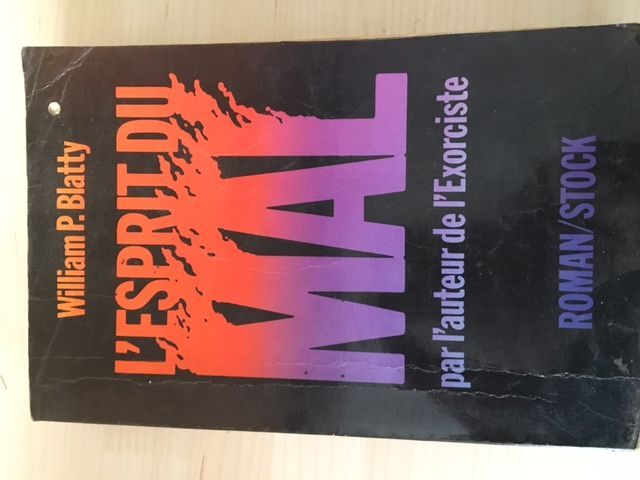 William P. Blatty
L'ESPRIT DU
MAL
par l'auteur de l'Exorciste
ROMAN/STOCK